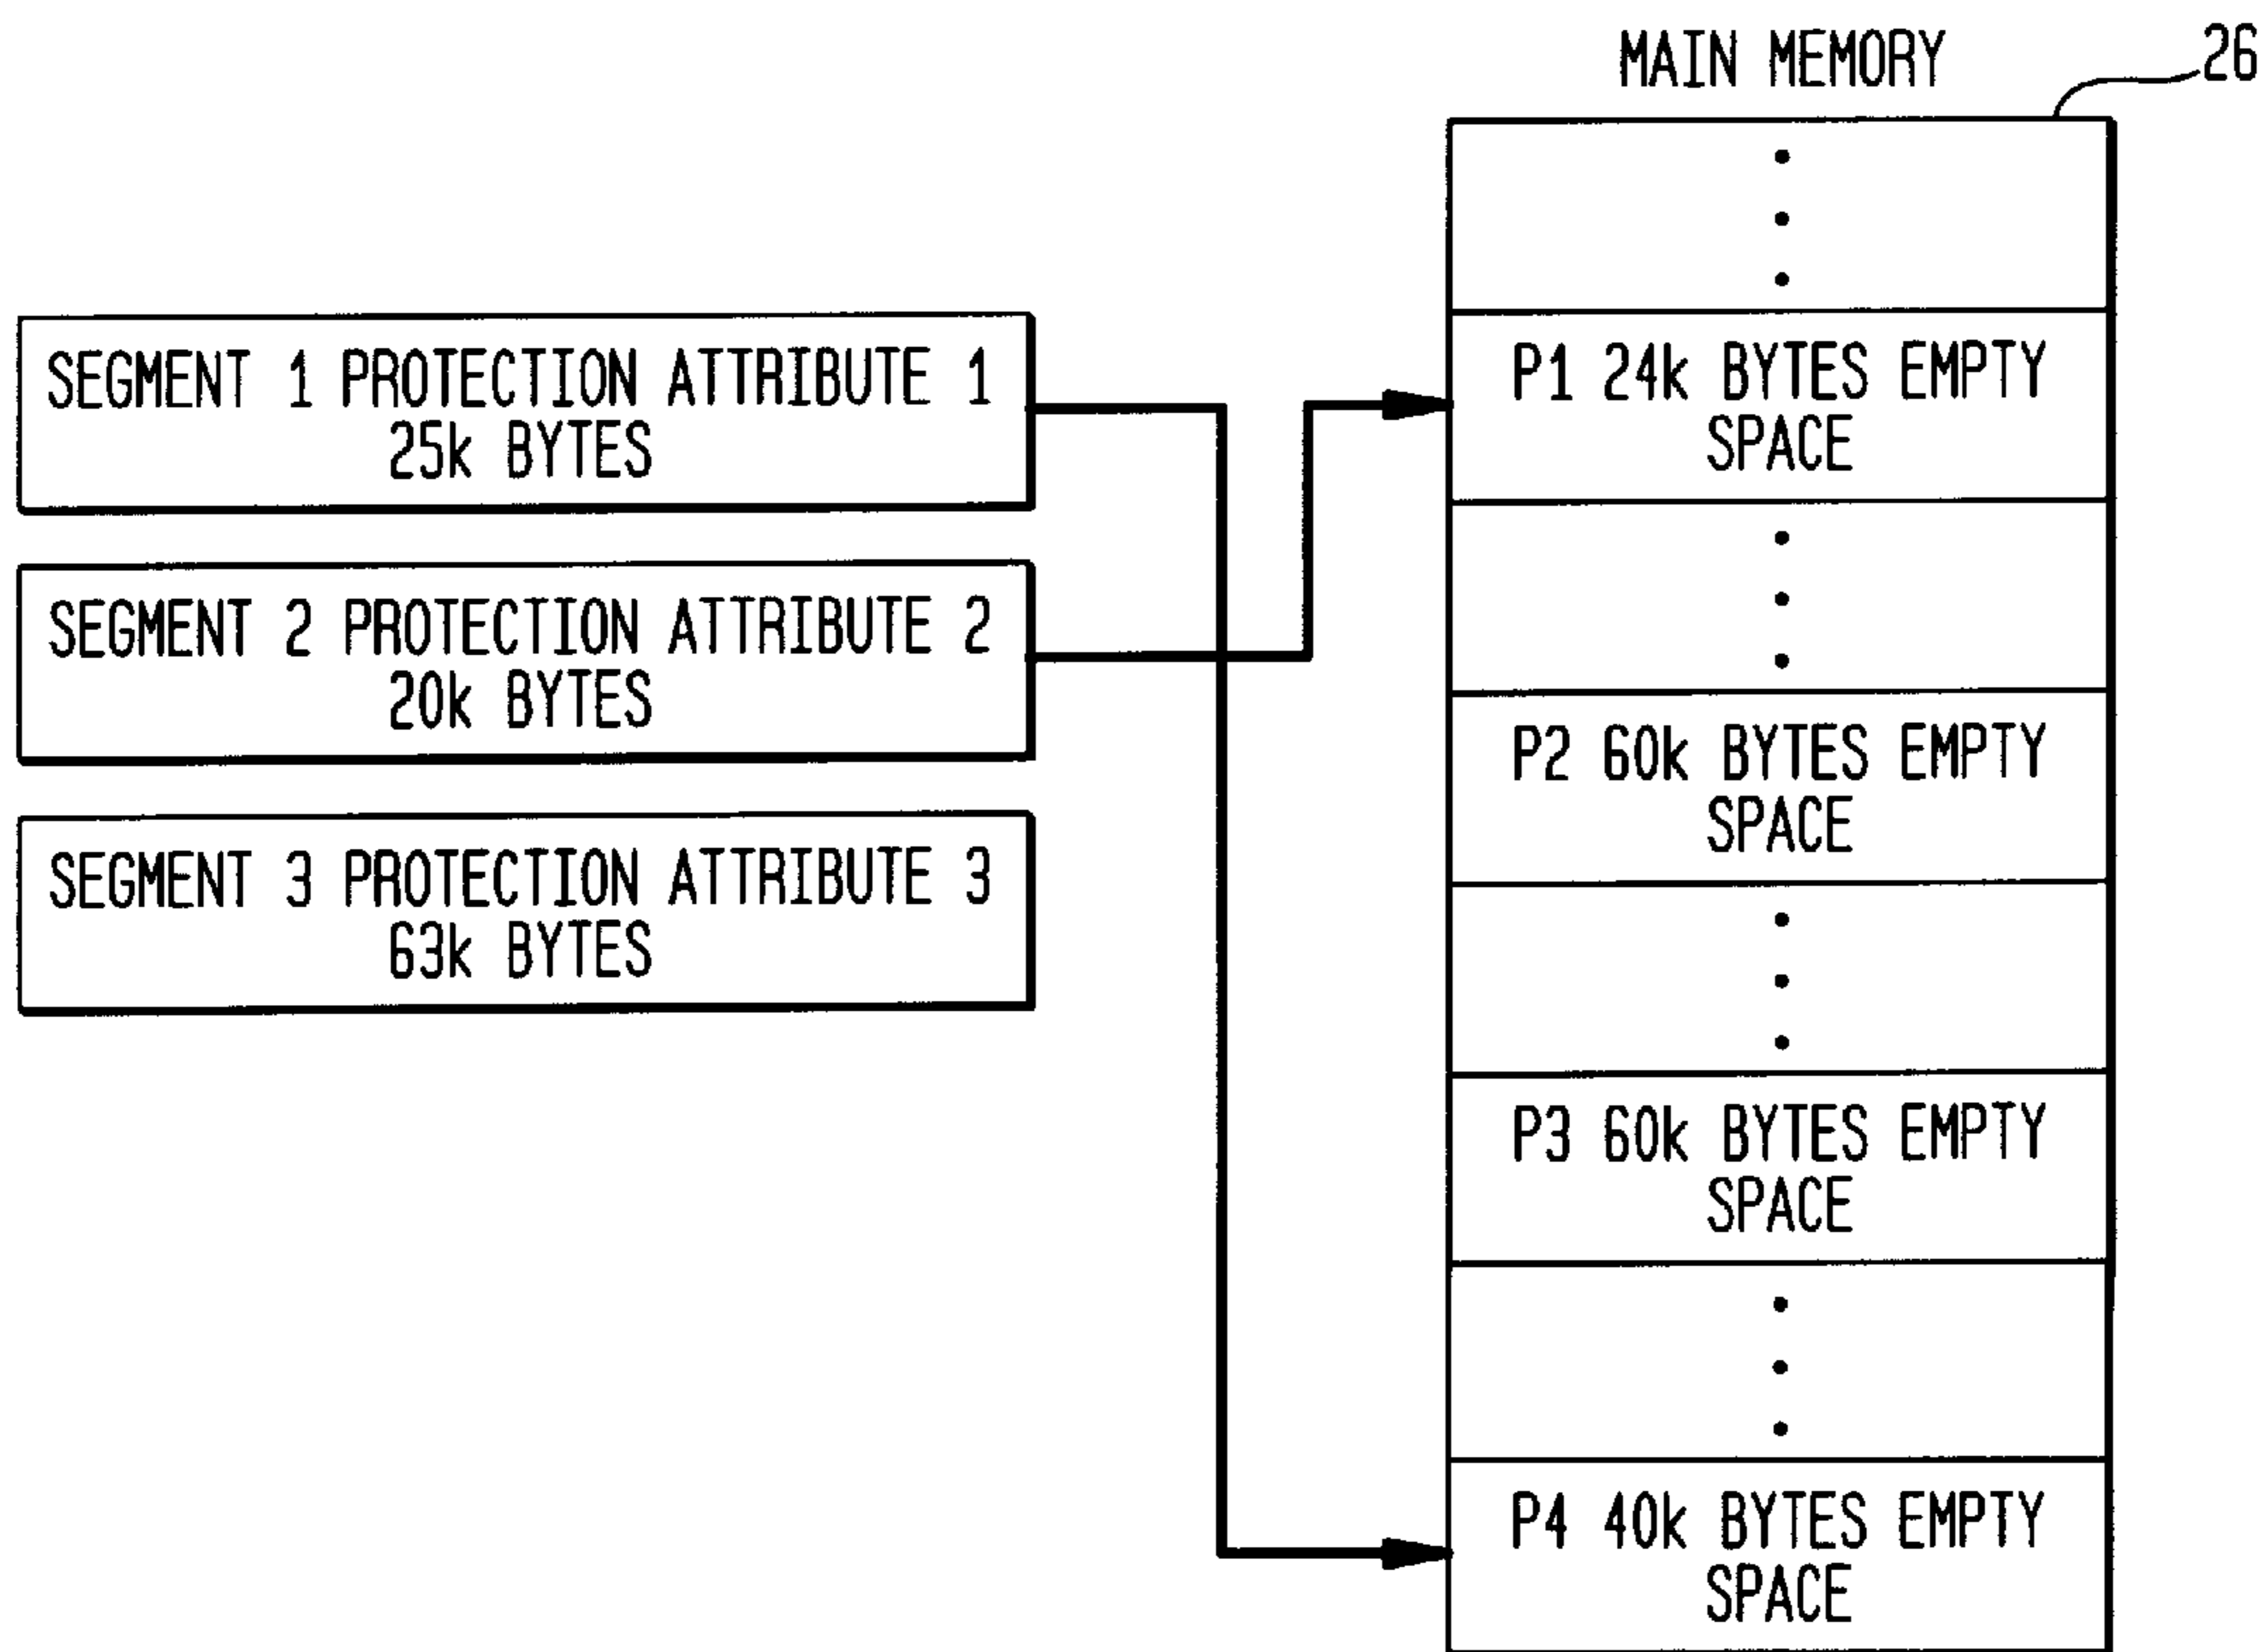 MAIN MEMORY
26
SEGMENT 1 PROTECTION ATTRIBUTE 1
25k BYTES
SEGMENT 2 PROTECTION ATTRIBUTE 2
20k BYTES
SEGMENT 3 PROTECTION ATTRIBUTE 3
63k BYTES
P1 24k BYTES EMPTY
SPACE
P2 60k BYTES EMPTY
SPACE
P3 60k BYTES EMPTY
SPACE
P4 40k BYTES EMPTY
SPACE